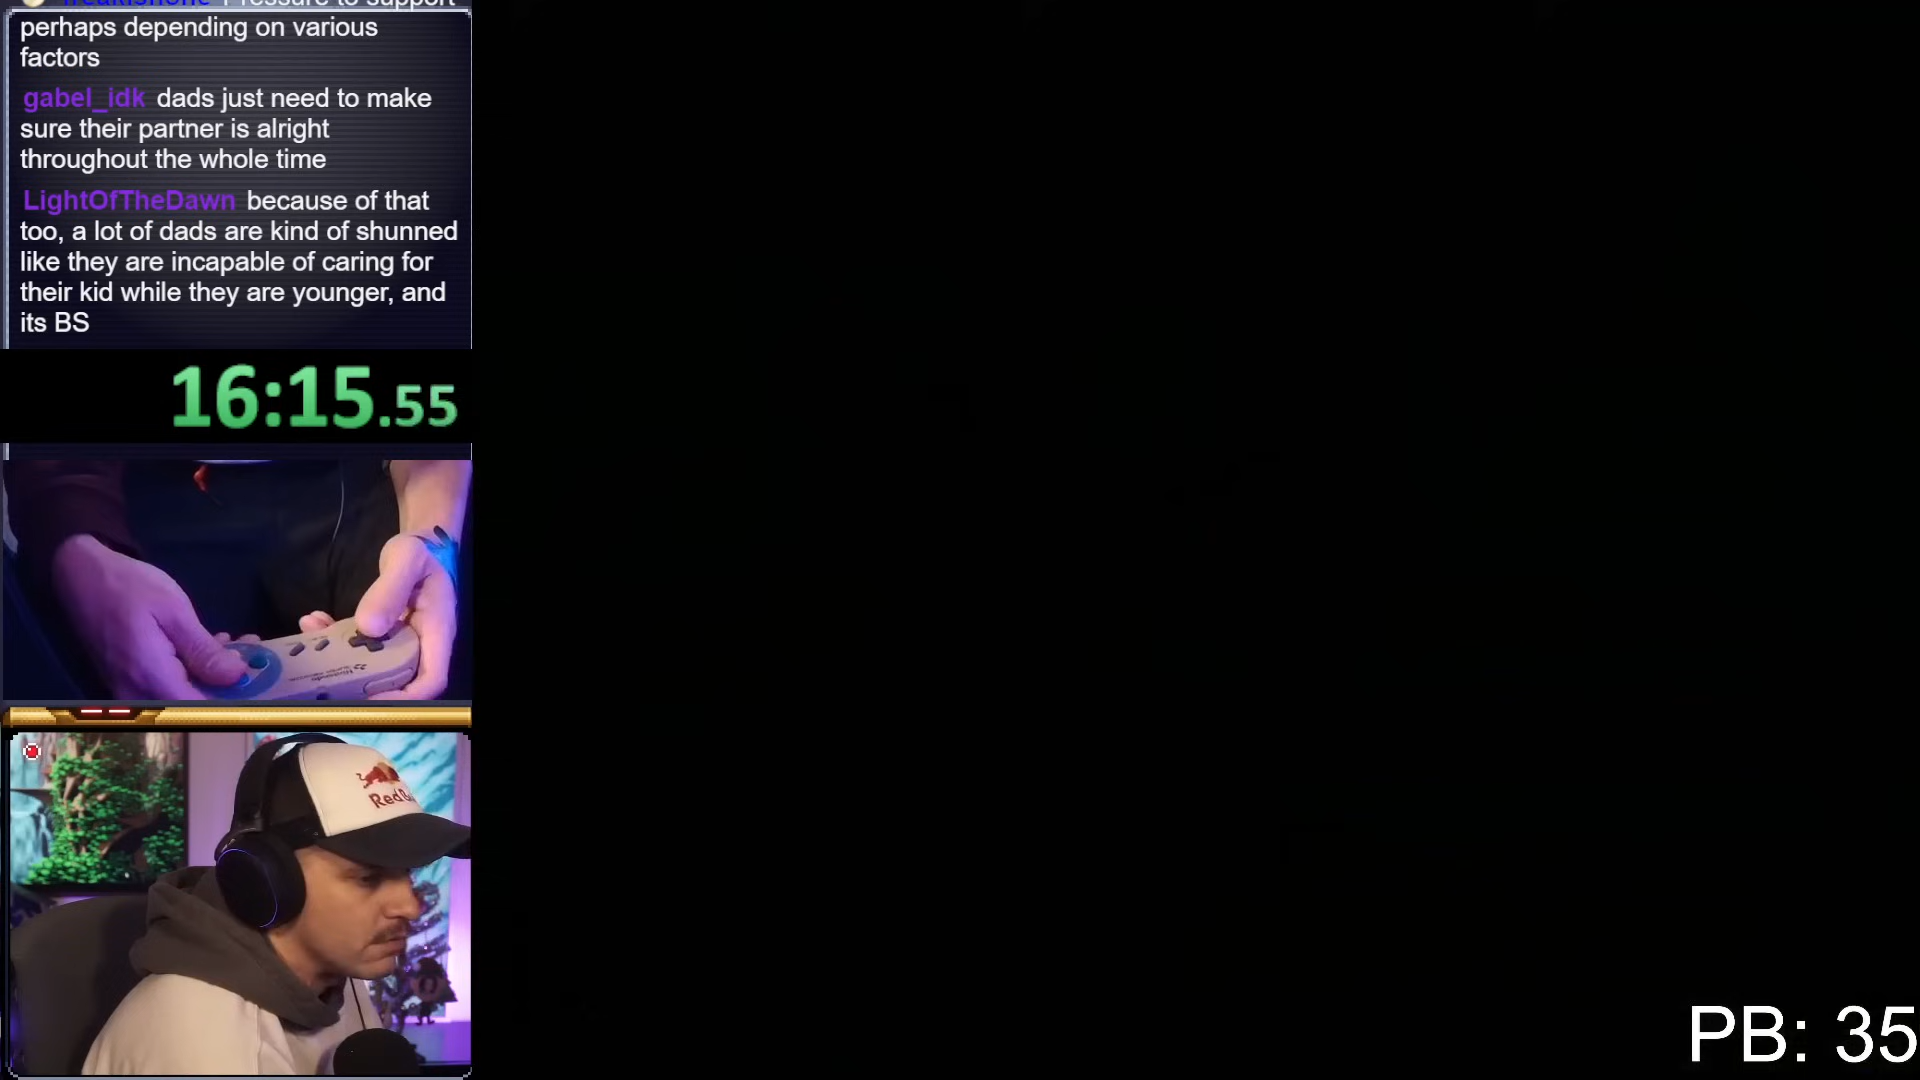 perhaps depending on various
factors
gabel_idk dads just need to make
sure their partner is alright
throughout the whole time
LightOfTheDawn because of that
too, a lot of dads are kind of shunned
like they are incapable of caring for
their kid while they are younger, and
its BS
16:15.55
Red
PB: 35